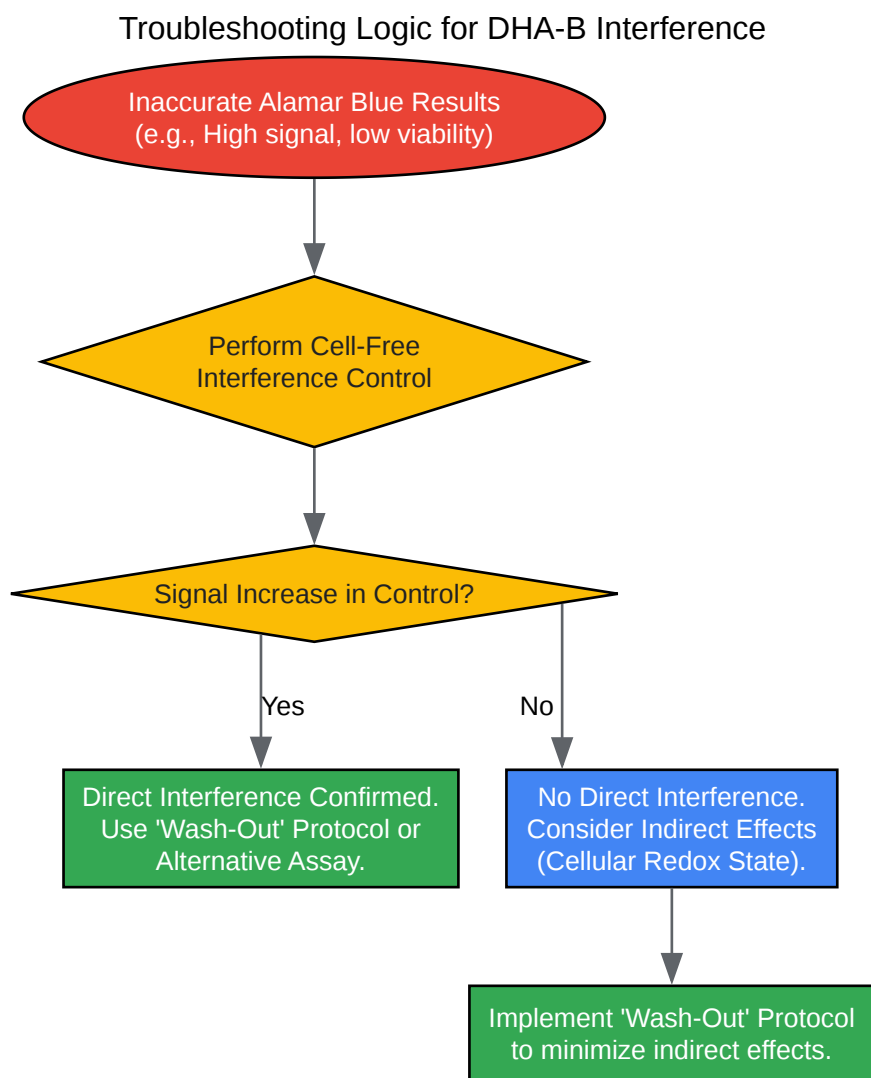 Troubleshooting Logic for DHA-B Interference
Inaccurate Alamar Blue Results
(e.g., High signal, low viability)
Perform Cell-Free
Interference Control
Signal Increase in Control?
Yes
No
Direct Interference Confirmed.
Use 'Wash-Out' Protocol or
Alternative Assay.
No Direct Interference.
Consider Indirect Effects
(Cellular Redox State).
Implement 'Wash-Out' Protocol
to minimize indirect effects.